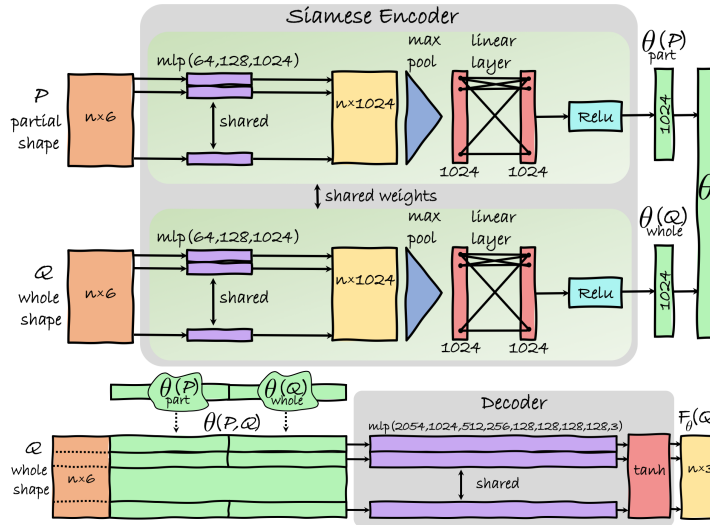 Siamese Encoder
mlp(64,128,1024)
max
pool
linear
layer
θ(P)
part
P
partial
shape
n×6
shared
n×1024
Relu
1024
1024
1024
shared weights
mlp(64,128,1024)
max
pool
linear
layer
θ(Q)
whole
Q
whole
shape
n×6
shared
n×1024
Relu
1024
1024
1024
θ
θ(P)
part
θ(Q)
whole
θ(P,Q)
Decoder
mlp(2054,1024,512,256,128,128,128,128,3)
Fθ(Q
Q
whole
shape
n×6
shared
tanh
n×3